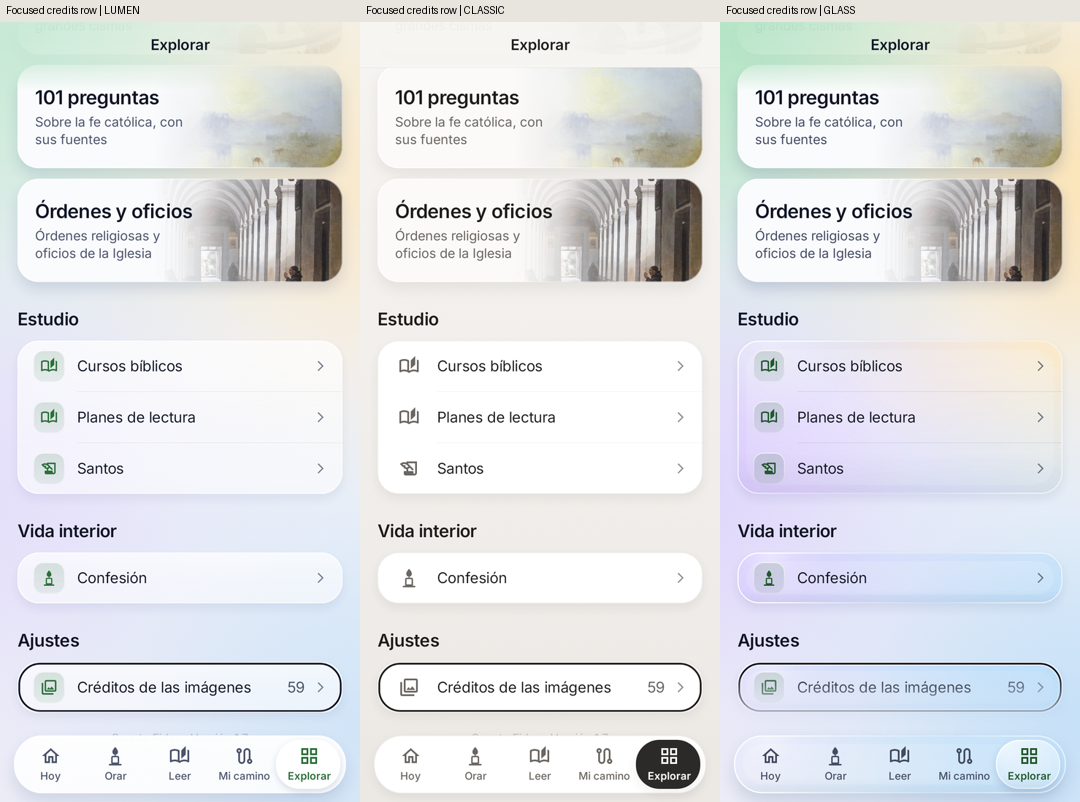 Focused credits row | LUMEN
Explorar
101 preguntas
Sobre la fe católica, con
sus fuentes
Órdenes y oficios
Órdenes religiosas y
oficios de la Iglesia
Estudio
Cursos bíblicos
Planes de lectura
Santos
Vida interior
Confesión
Ajustes
Créditos de las imágenes 59
Hoy Orar Leer Mi camino Explorar
Focused credits row | CLASSIC
Explorar
101 preguntas
Sobre la fe católica, con
sus fuentes
Órdenes y oficios
Órdenes religiosas y
oficios de la Iglesia
Estudio
Cursos bíblicos
Planes de lectura
Santos
Vida interior
Confesión
Ajustes
Créditos de las imágenes 59
Hoy Orar Leer Mi camino Explorar
Focused credits row | GLASS
Explorar
101 preguntas
Sobre la fe católica, con
sus fuentes
Órdenes y oficios
Órdenes religiosas y
oficios de la Iglesia
Estudio
Cursos bíblicos
Planes de lectura
Santos
Vida interior
Confesión
Ajustes
Créditos de las imágenes 59
Hoy Orar Leer Mi camino Explorar